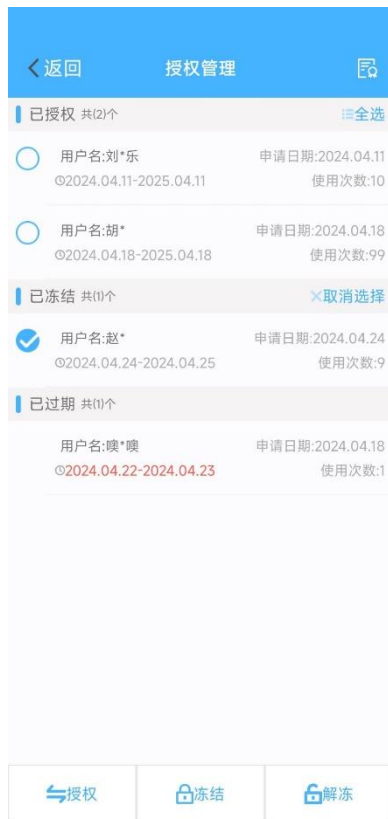 返回 授权管理
已授权 共(2)个 全选
用户名:刘*乐 申请日期:2024.04.11
2024.04.11-2025.04.11 使用次数:10
用户名:胡* 申请日期:2024.04.18
2024.04.18-2025.04.18 使用次数:99
已冻结 共(1)个 取消选择
用户名:赵* 申请日期:2024.04.24
2024.04.24-2024.04.25 使用次数:9
已过期 共(1)个
用户名:噢*噢 申请日期:2024.04.18
2024.04.22-2024.04.23 使用次数:1
授权 冻结 解冻